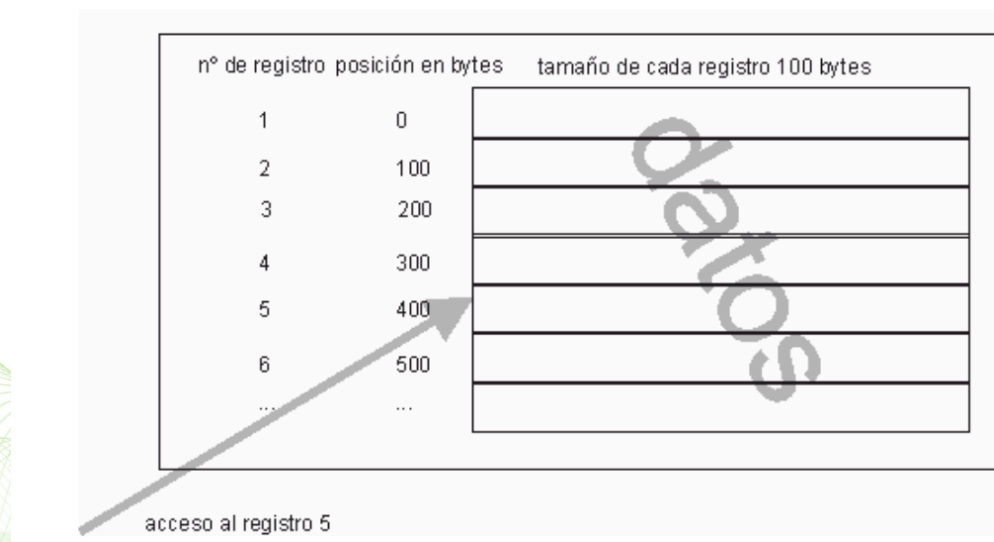 nº de registro posición en bytes tamaño de cada registro 100 bytes
1 0
2 100
3 200
4 300
5 400
6 500
... ...
datos
acceso al registro 5